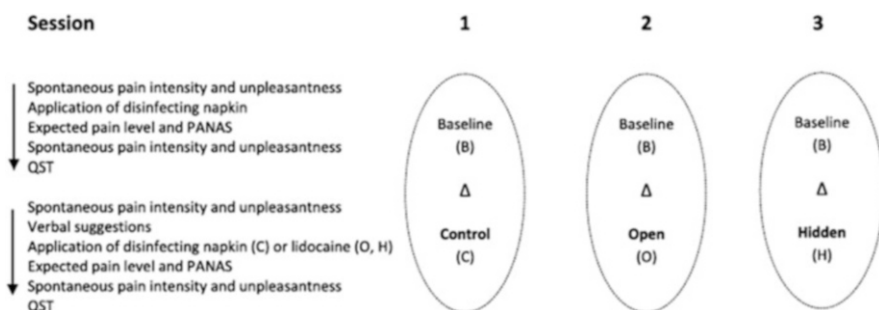 Session 1 2 3
Spontaneous pain intensity and unpleasantness
Application of disinfecting napkin
Expected pain level and PANAS
Spontaneous pain intensity and unpleasantness
QST
Baseline Baseline Baseline
(B) (B) (B)
Δ Δ Δ
Spontaneous pain intensity and unpleasantness
Verbal suggestions
Application of disinfecting napkin (C) or lidocaine (O, H)
Expected pain level and PANAS
Spontaneous pain intensity and unpleasantness
QST
Control Open Hidden
(C) (O) (H)